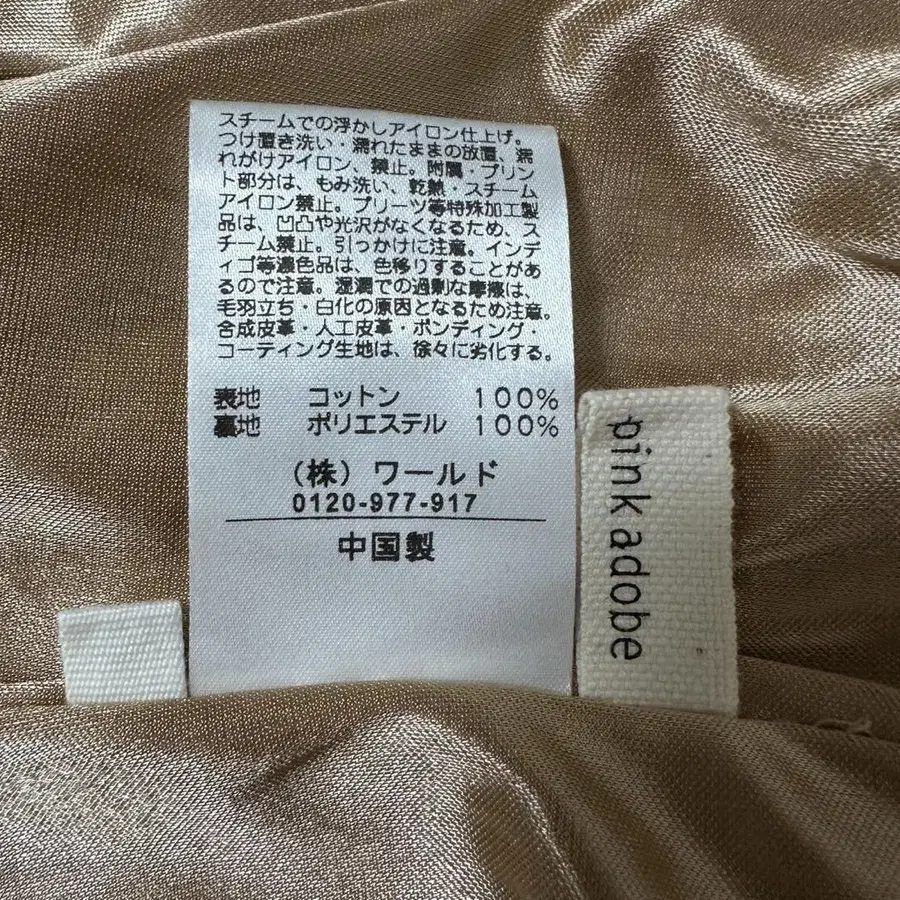 スチームでの浮かしアイロン仕上げ。
つけ置き洗い・濡れたままの放置、濡
れがけアイロン、禁止。附属・プリン
ト部分は、もみ洗い、乾熱・スチーム
アイロン禁止。プリーツ等特殊加工製
品は、凹凸や光沢がなくなるため、ス
チーム禁止。引っかけに注意。インデ
ィゴ等濃色品は、色移りすることがあ
るので注意。湿潤での過剰な摩擦は、
毛羽立ち・白化の原因となるため注意。
合成皮革・人工皮革・ボンディング・
コーティング生地は、徐々に劣化する。
表地 コットン 100%
裏地 ポリエステル 100%
(株)ワールド
0120-977-917
中国製
pink adobe